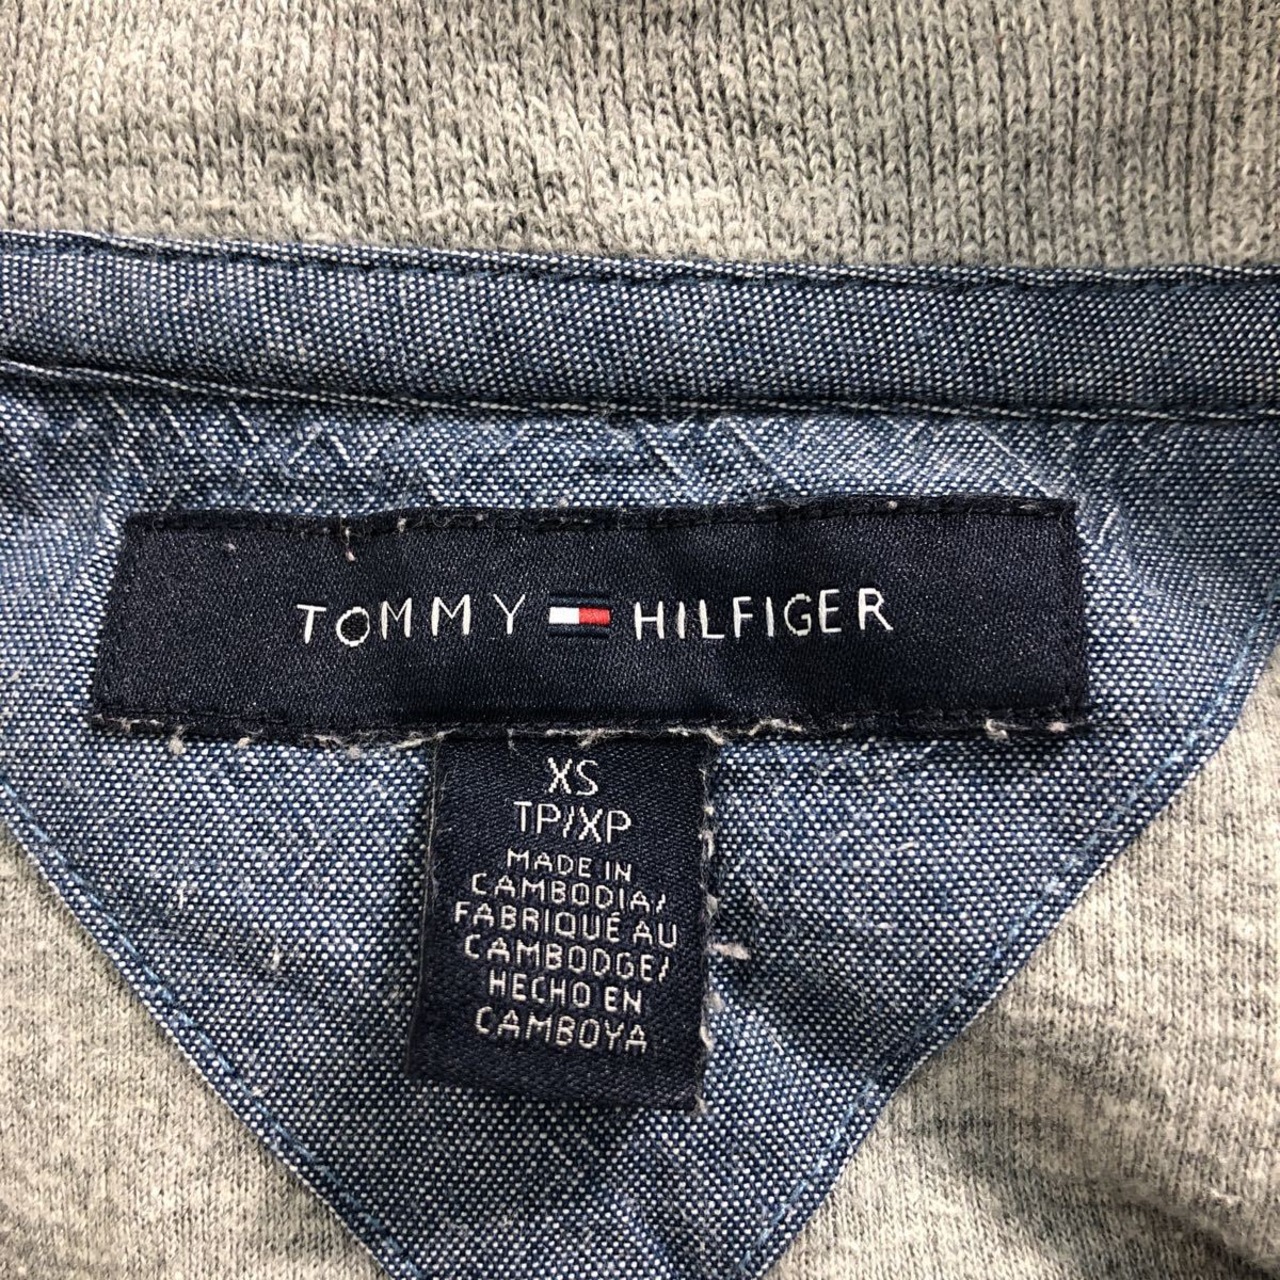 TOMMY HILFIGER
XS
TP/XP
MADE IN
CAMBODIA/
FABRIQUÉ AU
CAMBODGE/
HECHO EN
CAMBOYA